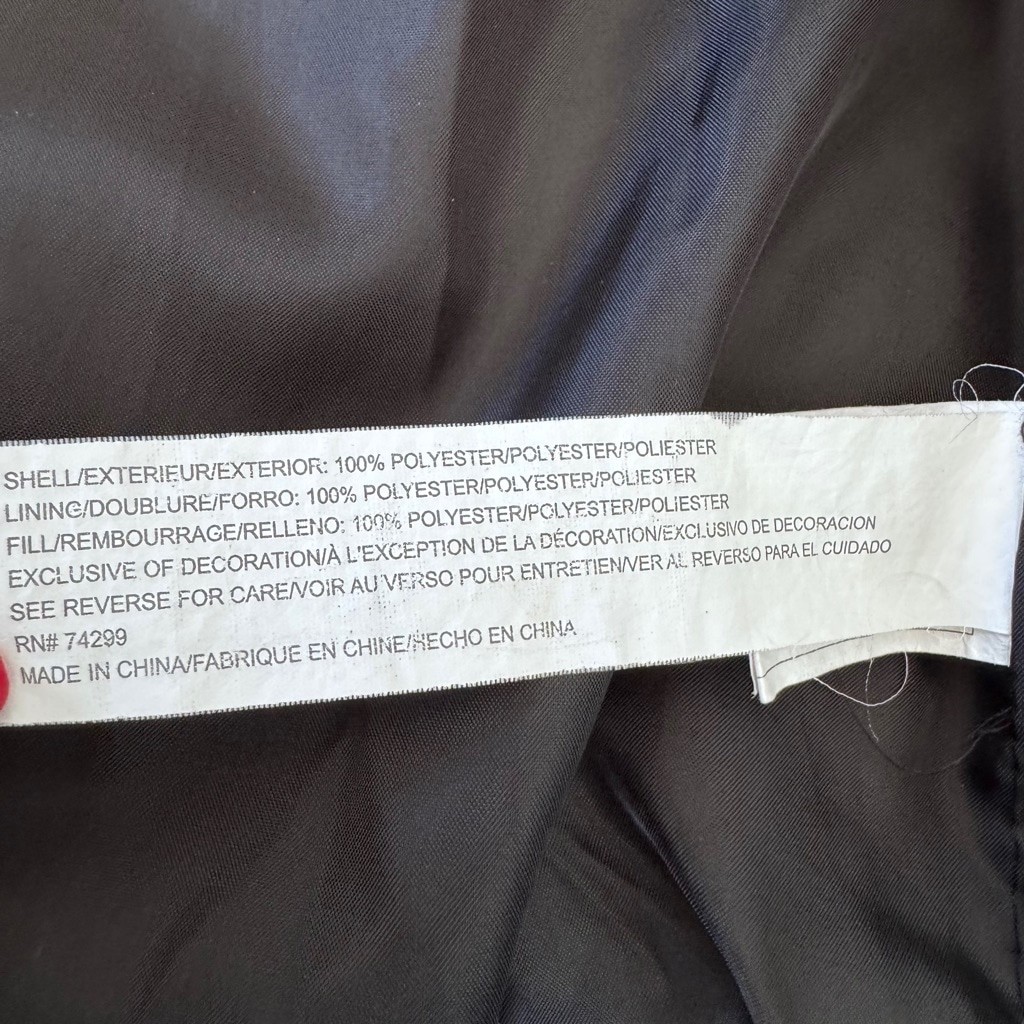 SHELL/EXTERIEUR/EXTERIOR: 100% POLYESTER/POLYESTER/POLIESTER
LINING/DOUBLURE/FORRO: 100% POLYESTER/POLYESTER/POLIESTER
FILL/REMBOURRAGE/RELLENO: 100% POLYESTER/POLYESTER/POLIESTER
EXCLUSIVE OF DECORATION/À L'EXCEPTION DE LA DÉCORATION/EXCLUSIVO DE DECORACION
SEE REVERSE FOR CARE/VOIR AU VERSO POUR ENTRETIEN/VER AL REVERSO PARA EL CUIDADO
RN# 74299
MADE IN CHINA/FABRIQUE EN CHINE/HECHO EN CHINA